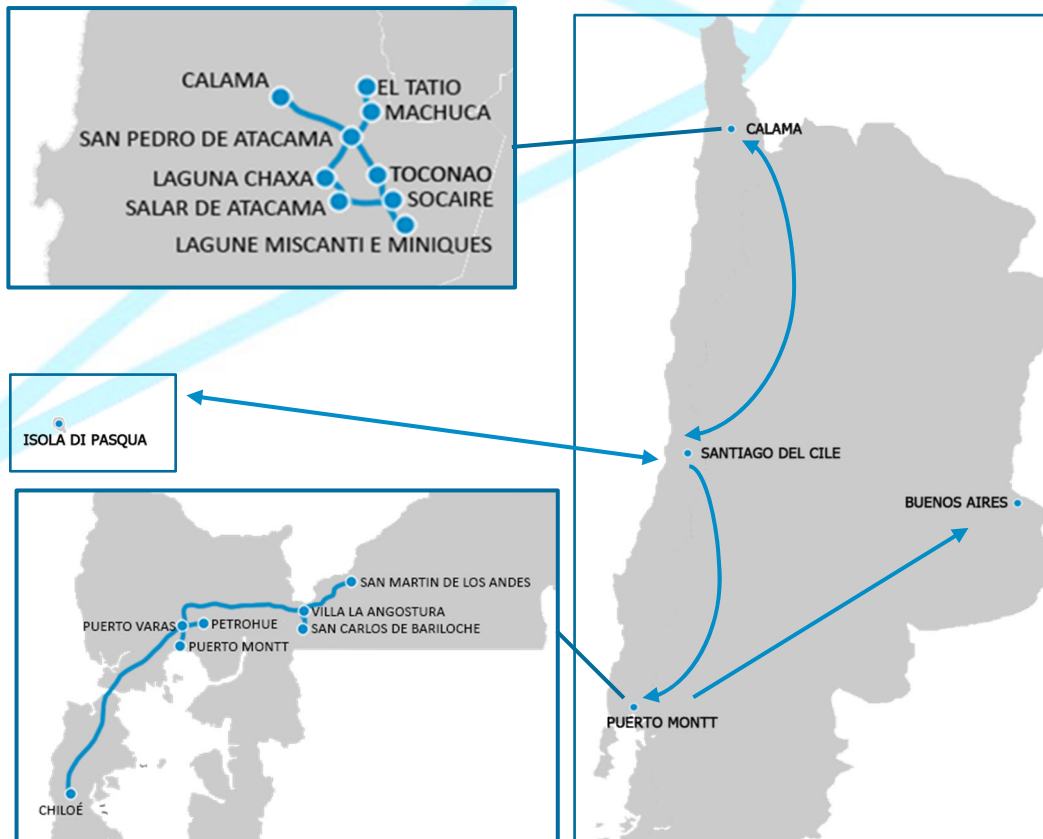 CALAMA
EL TATIO
MACHUCA
SAN PEDRO DE ATACAMA
LAGUNA CHAXA
TOCONAO
SALAR DE ATACAMA
SOCAIRE
LAGUNE MISCANTI E MINIQUES
CALAMA
ISOLA DI PASQUA
SANTIAGO DEL CILE
BUENOS AIRES
PUERTO MONTT
SAN MARTIN DE LOS ANDES
VILLA LA ANGOSTURA
PUERTO VARAS
PETROHUE
SAN CARLOS DE BARILOCHE
PUERTO MONTT
CHILOÉ